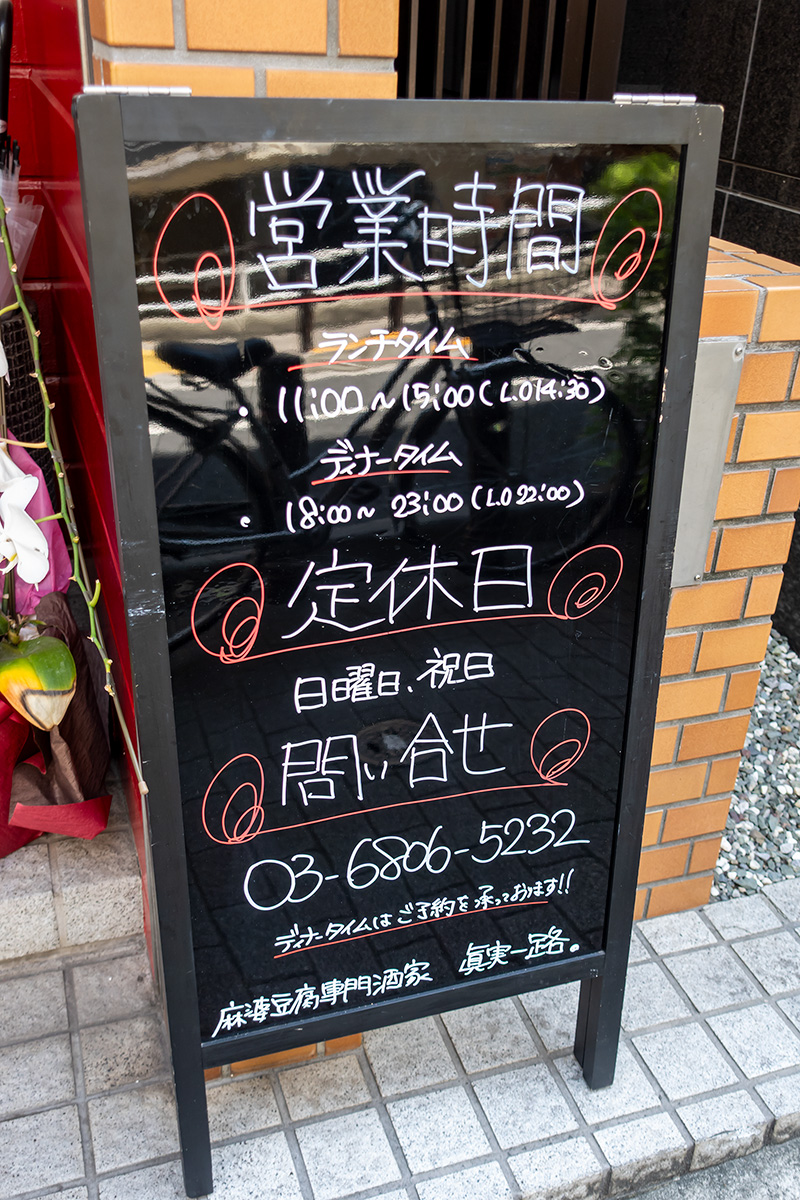 営業時間
ランチタイム
・11:00～15:00(L.O14:30)
ディナータイム
・18:00～23:00(L.O 22:00)
定休日
日曜日、祝日
問い合せ
03-6806-5232
ディナータイムはご予約を承っております!!
麻婆豆腐専門酒家 眞実一路。